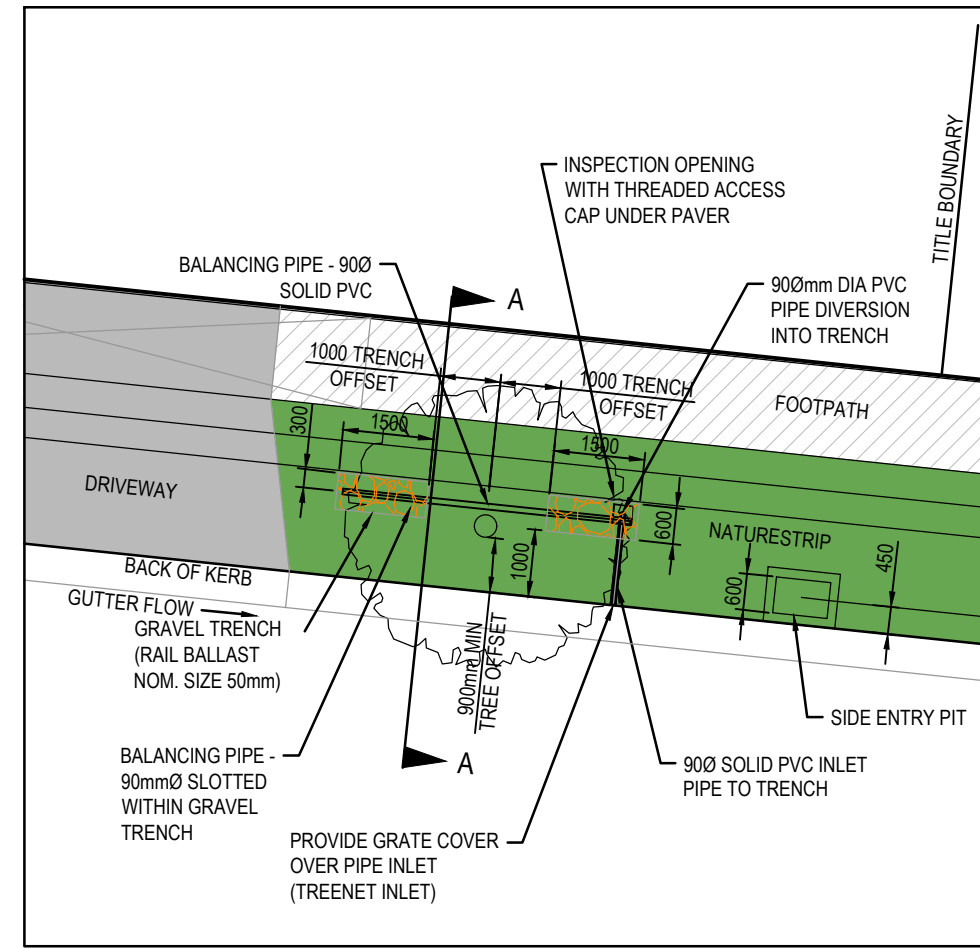 INSPECTION OPENING
WITH THREADED ACCESS
CAP UNDER PAVER
TITLE BOUNDARY
BALANCING PIPE - 90Ø
SOLID PVC
90Ømm DIA PVC
PIPE DIVERSION
INTO TRENCH
A
1000 TRENCH
OFFSET
1000 TRENCH
OFFSET
FOOTPATH
300
1500
1500
DRIVEWAY
600
NATURESTRIP
1000
450
600
BACK OF KERB
GUTTER FLOW
GRAVEL TRENCH
(RAIL BALLAST
NOM. SIZE 50mm)
900mm MIN
TREE OFFSET
SIDE ENTRY PIT
A
BALANCING PIPE -
90mmØ SLOTTED
WITHIN GRAVEL
TRENCH
90Ø SOLID PVC INLET
PIPE TO TRENCH
PROVIDE GRATE COVER
OVER PIPE INLET
(TREENET INLET)